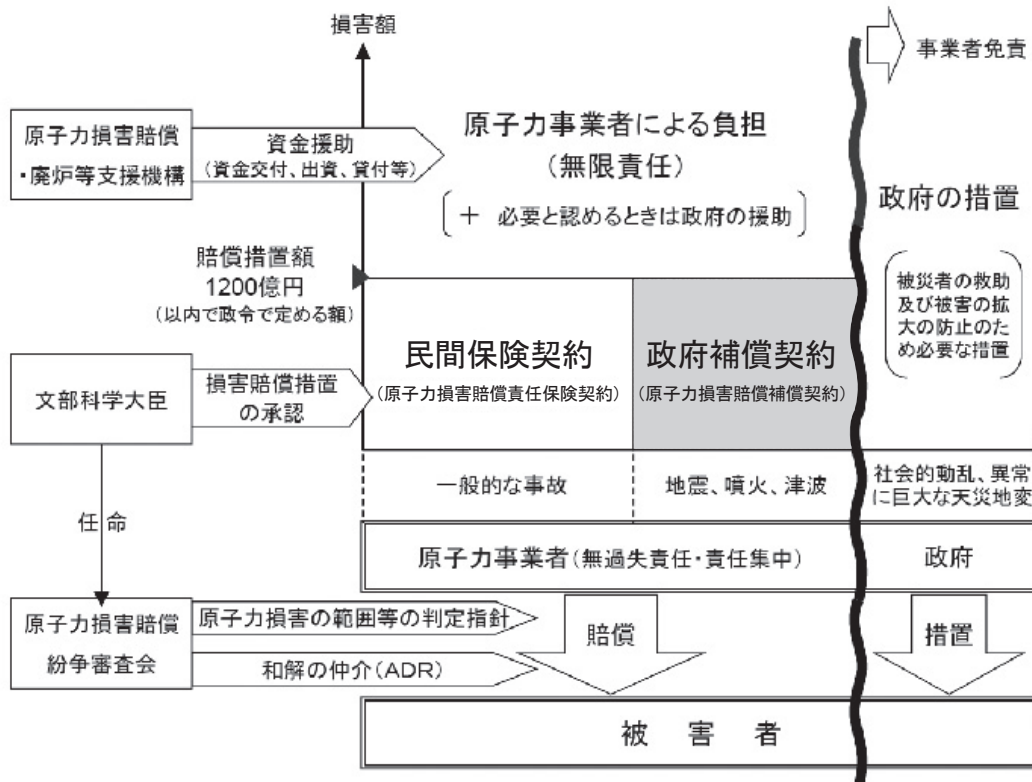 損害額
事業者免責
原子力損害賠償
・廃炉等支援機構
資金援助
(資金交付、出資、貸付等)
原子力事業者による負担
(無限責任)
+ 必要と認めるときは政府の援助
政府の措置
被災者の救助
及び被害の拡
大の防止のた
め必要な措置
賠償措置額
1200億円
(以内で政令で定める額)
民間保険契約
(原子力損害賠償責任保険契約)
政府補償契約
(原子力損害賠償補償契約)
文部科学大臣
損害賠償措置
の承認
一般的な事故
地震、噴火、津波
社会的動乱、異常
に巨大な天災地変
任命
原子力事業者(無過失責任・責任集中)
政府
原子力損害賠償
紛争審査会
原子力損害の範囲等の判定指針
和解の仲介(ADR)
賠償
措置
被害者